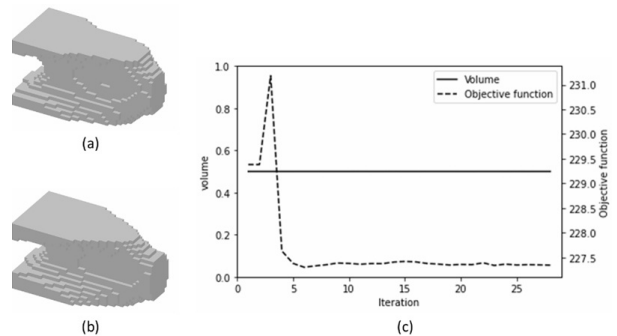 (a)
(b)
Volume
Objective function
1.0
0.8
0.6
0.4
0.2
0.0
volume
231.0
230.5
230.0
229.5
229.0
228.5
228.0
227.5
Objective function
0 5 10 15 20 25
Iteration
(c)